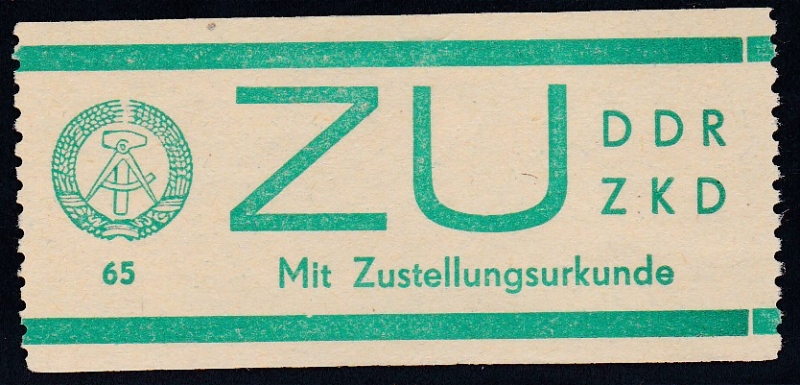 ZU
DDR
ZKD
65
Mit Zustellungsurkunde